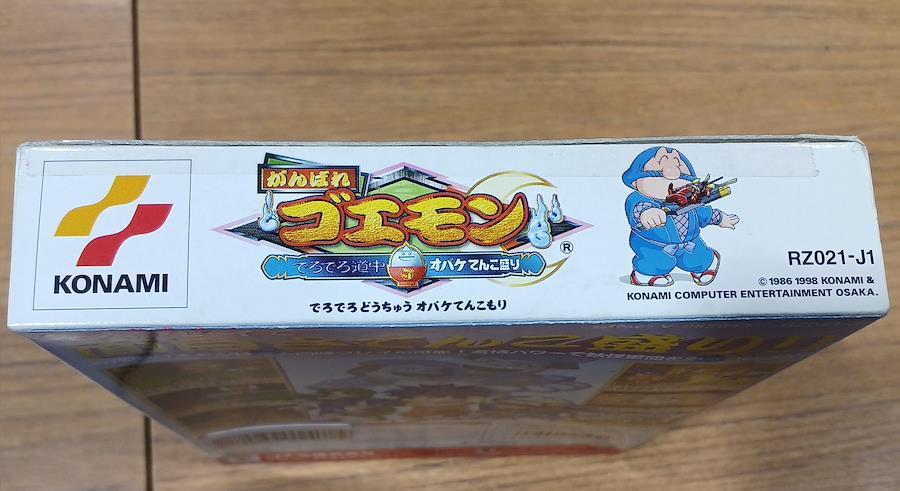 KONAMI
がんばれ
ゴエモン
®
でろでろ道中 オバケてんこ盛り
でろでろどうちゅう オバケてんこもり
RZ021-J1
©1986 1998 KONAMI &
KONAMI COMPUTER ENTERTAINMENT OSAKA.